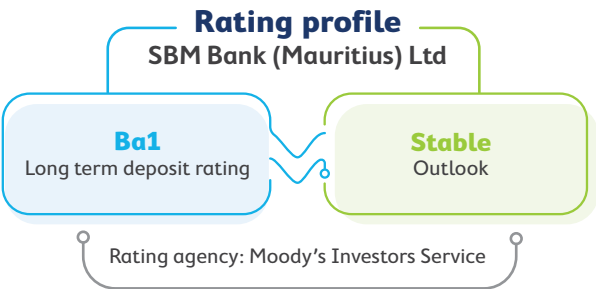 Rating profile
SBM Bank (Mauritius) Ltd
Ba1
Long term deposit rating
Stable
Outlook
Rating agency: Moody’s Investors Service